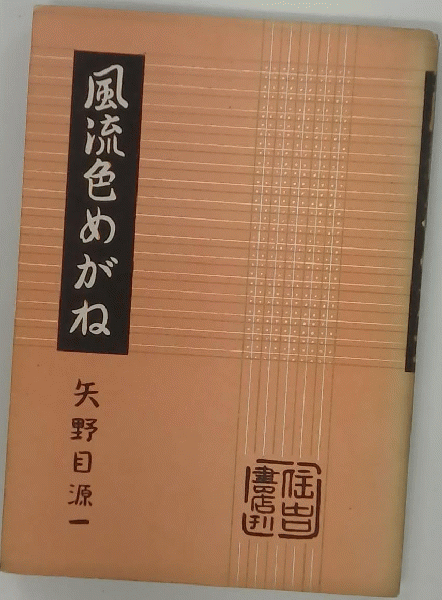 風流色めがね
矢野目源一
住吉
書店刊